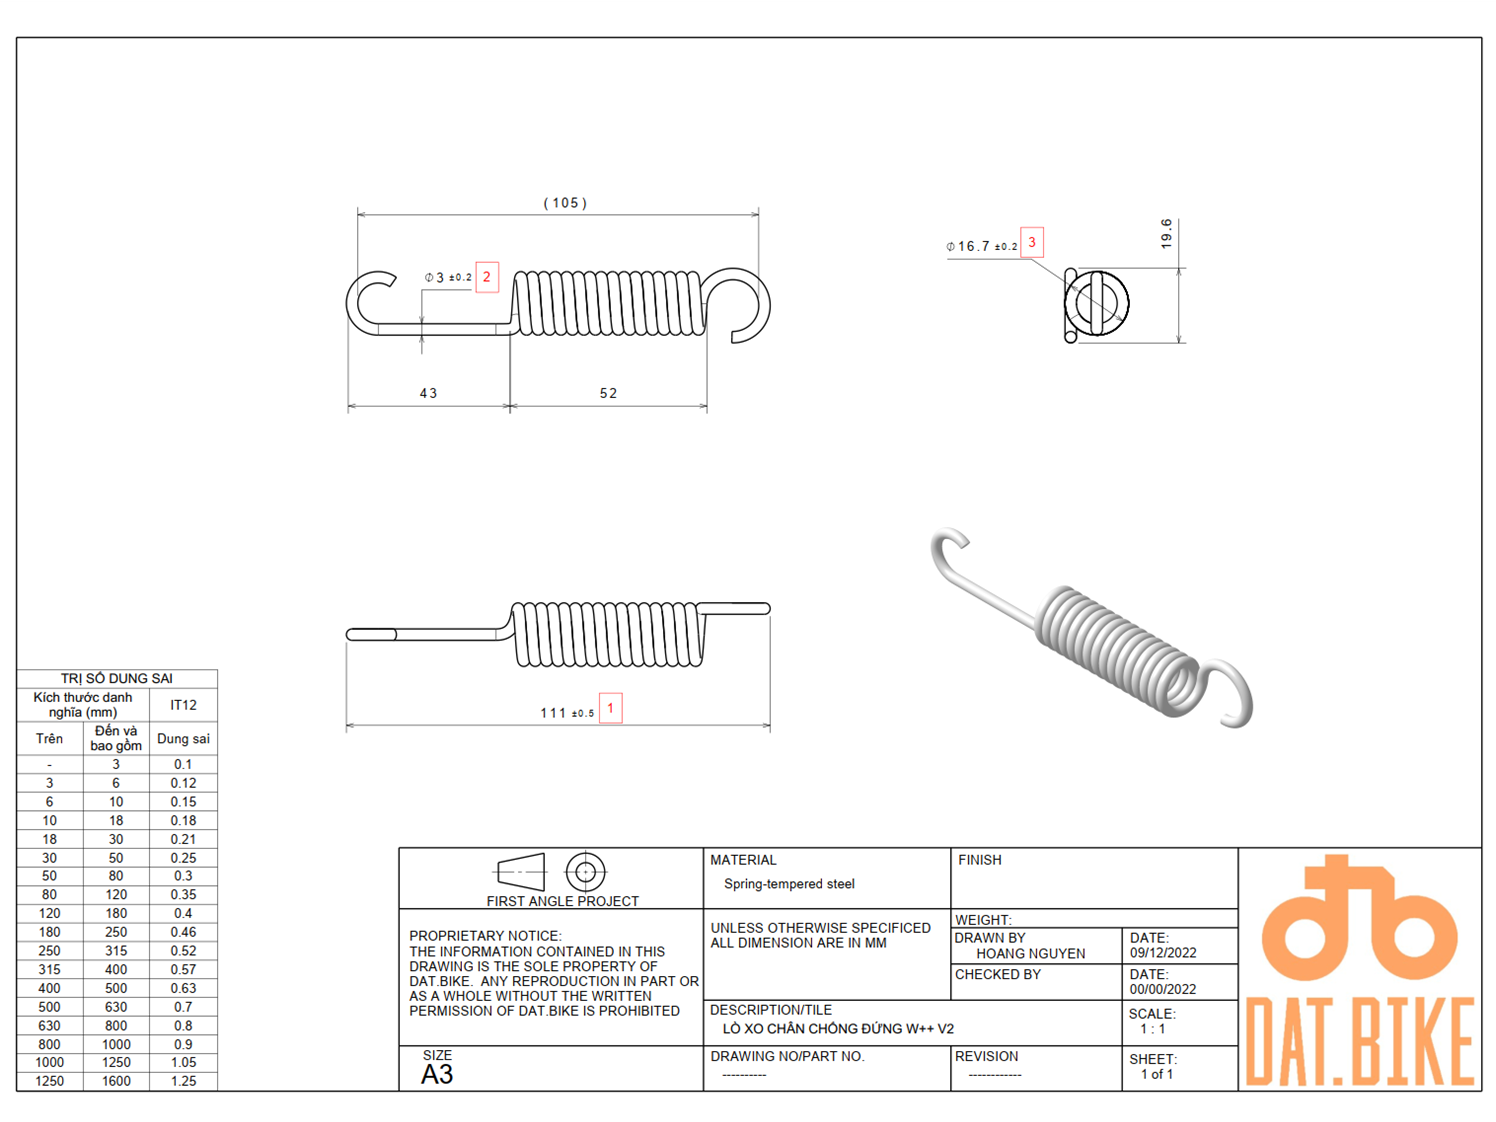 (105)
⌀3 ±0.2 2
43
52
⌀16.7 ±0.2 3
19.6
111 ±0.5 1
TRỊ SỐ DUNG SAI
Kích thước danh
nghĩa (mm)
IT12
Trên
Đến và
bao gồm
Dung sai
- 3 0.1
3 6 0.12
6 10 0.15
10 18 0.18
18 30 0.21
30 50 0.25
50 80 0.3
80 120 0.35
120 180 0.4
180 250 0.46
250 315 0.52
315 400 0.57
400 500 0.63
500 630 0.7
630 800 0.8
800 1000 0.9
1000 1250 1.05
1250 1600 1.25
FIRST ANGLE PROJECT
PROPRIETARY NOTICE:
THE INFORMATION CONTAINED IN THIS
DRAWING IS THE SOLE PROPERTY OF
DAT.BIKE. ANY REPRODUCTION IN PART OR
AS A WHOLE WITHOUT THE WRITTEN
PERMISSION OF DAT.BIKE IS PROHIBITED
SIZE
A3
MATERIAL
Spring-tempered steel
UNLESS OTHERWISE SPECIFICED
ALL DIMENSION ARE IN MM
FINISH
WEIGHT:
DRAWN BY
HOANG NGUYEN
DATE:
09/12/2022
CHECKED BY
DATE:
00/00/2022
DESCRIPTION/TILE
LÒ XO CHÂN CHỐNG ĐỨNG W++ V2
SCALE:
1 : 1
DRAWING NO/PART NO.
----------
REVISION
------------
SHEET:
1 of 1
DAT.BIKE